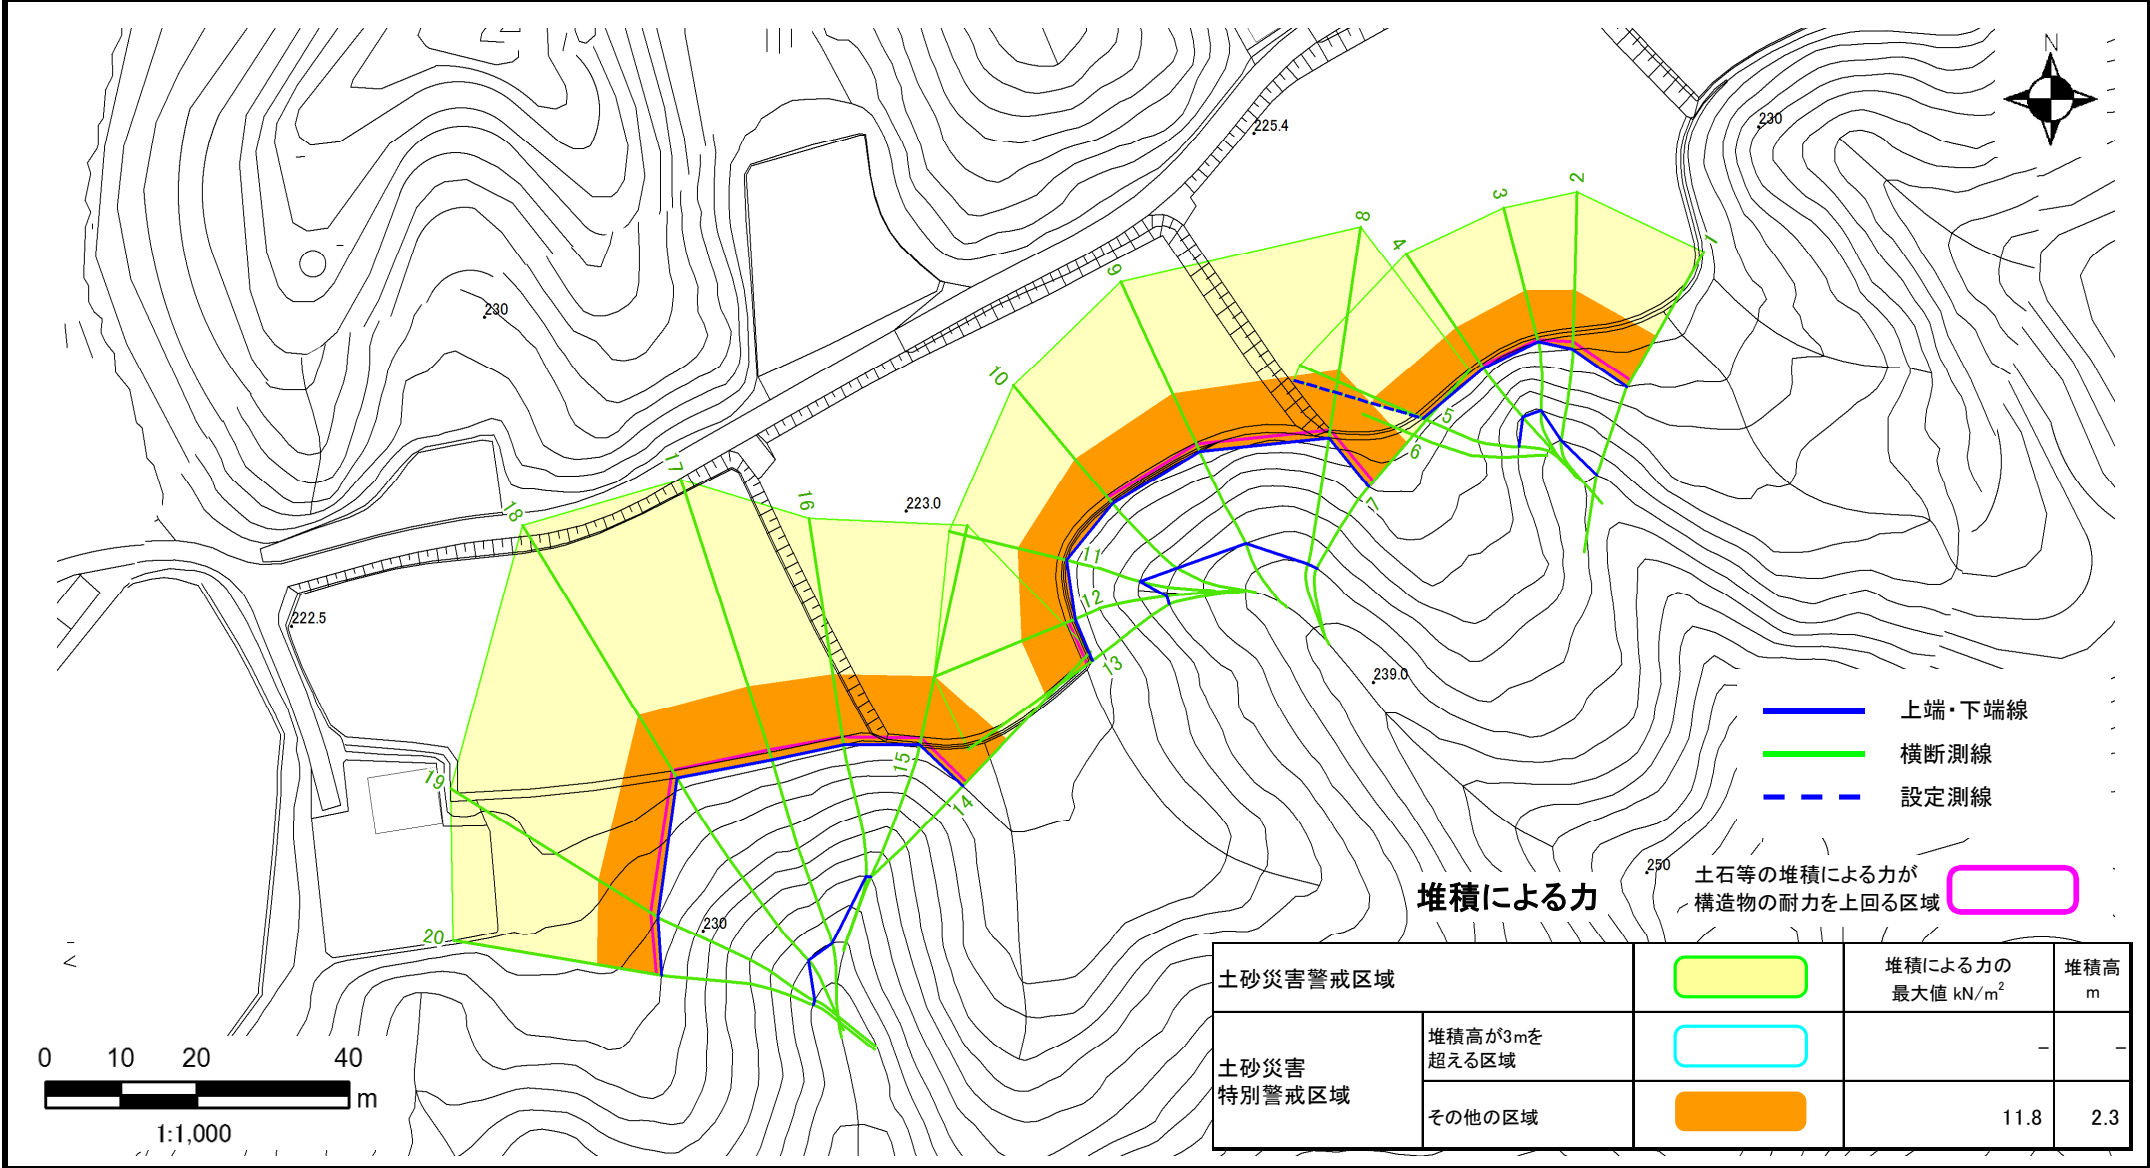 N
225.4
230
2
3
8
4
1
9
230
10
5
6
17
16
18
223.0
7
11
222.5
12
13
239.0
上端・下端線
15
横断測線
19
14
設定測線
250
堆積による力
土石等の堆積による力が
構造物の耐力を上回る区域
230
20
土砂災害警戒区域
堆積による力の
最大値 kN/m²
堆積高
m
土砂災害
特別警戒区域
堆積高が3mを
超える区域
－
－
その他の区域
11.8
2.3
0 10 20 40
m
1:1,000